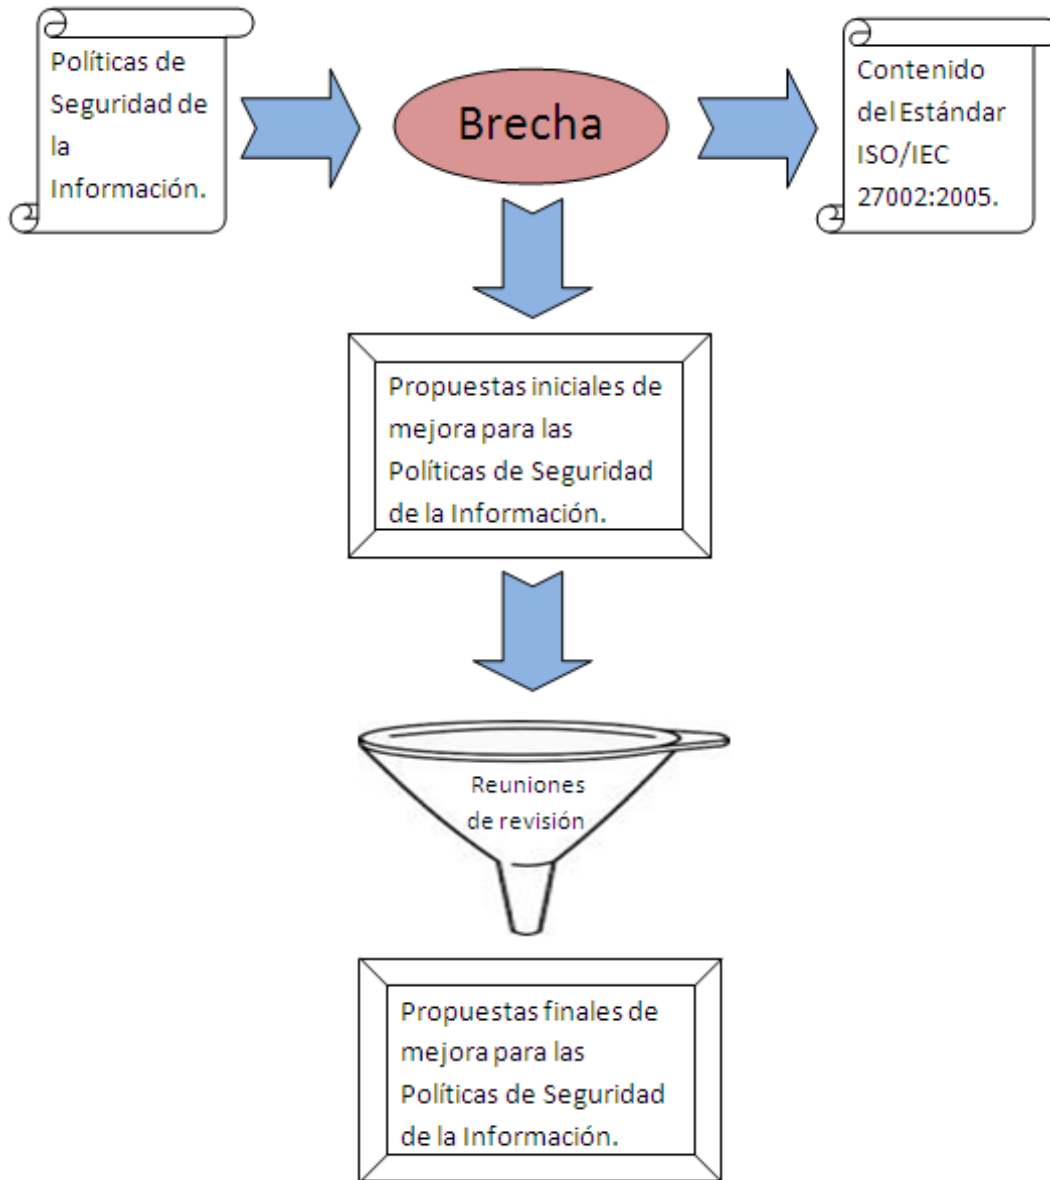 Políticas de
Seguridad de
la
Información.
Brecha
Contenido
del Estándar
ISO/IEC
27002:2005.
Propuestas iniciales de
mejora para las
Políticas de Seguridad
de la Información.
Reuniones
de revisión
Propuestas finales de
mejora para las
Políticas de Seguridad
de la Información.